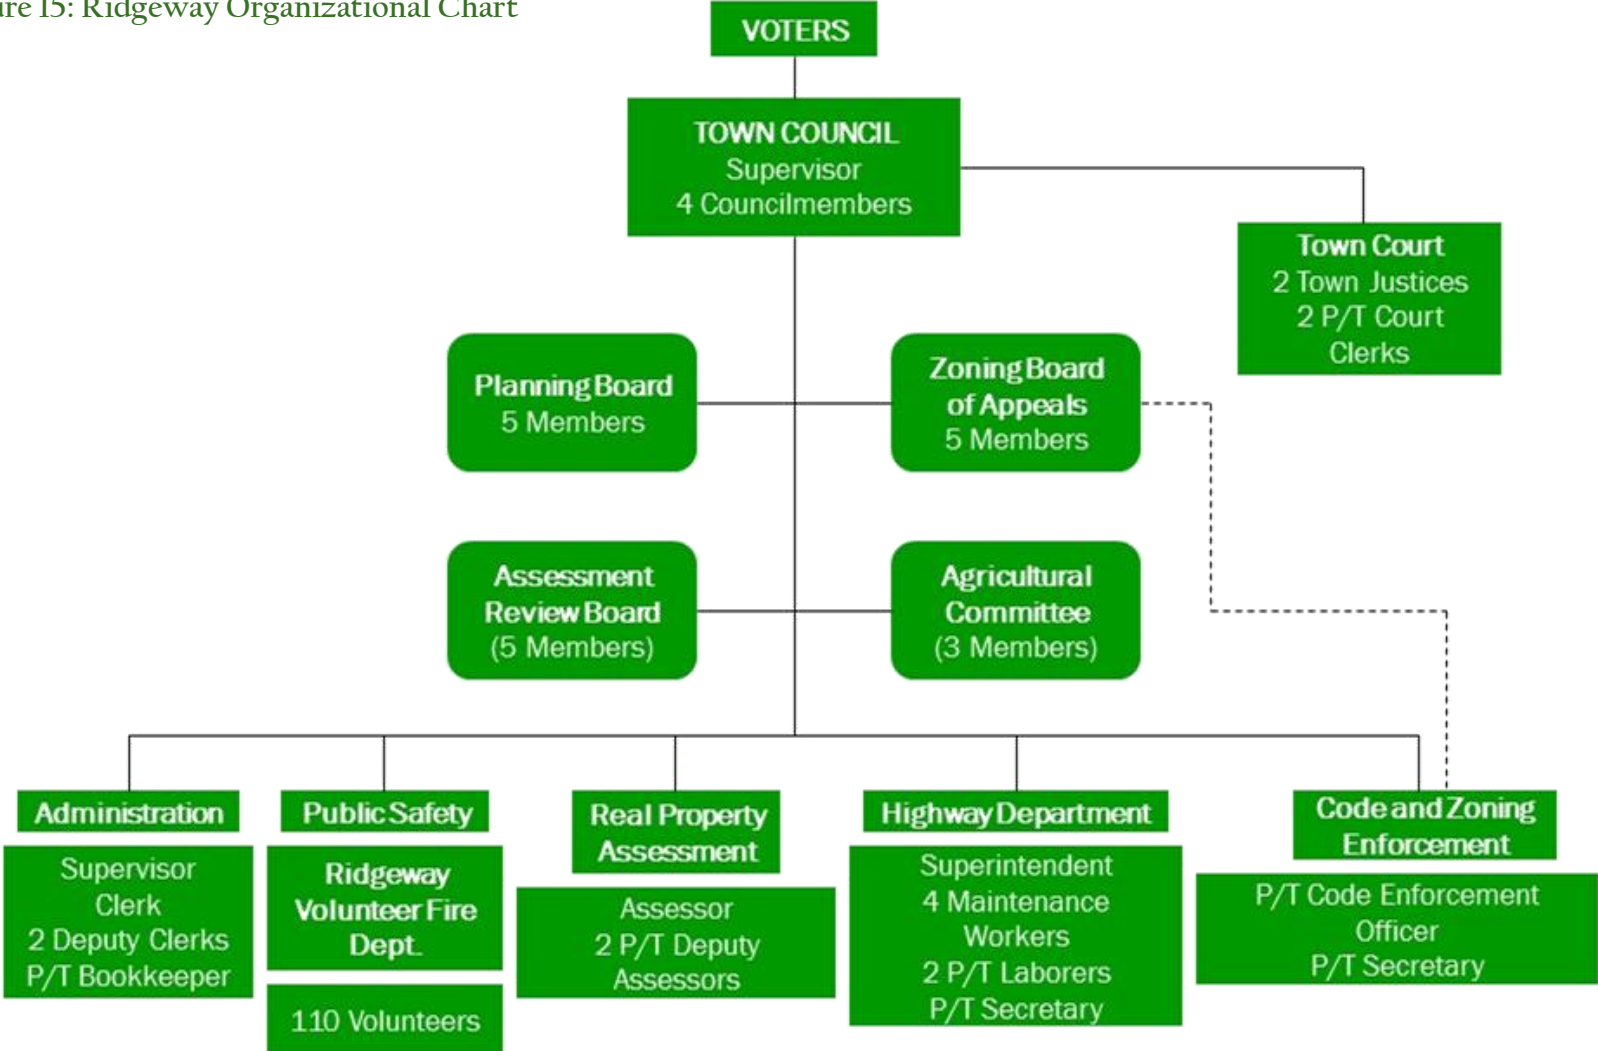 15: Ridgeway Organizational Chart
VOTERS
TOWN COUNCIL
Supervisor
4 Councilmembers
Town Court
2 Town Justices
2 P/T Court
Clerks
Planning Board
5 Members
Zoning Board
of Appeals
5 Members
Assessment
Review Board
(5 Members)
Agricultural
Committee
(3 Members)
Administration
Supervisor
Clerk
2 Deputy Clerks
P/T Bookkeeper
Public Safety
Ridgeway
Volunteer Fire
Dept.
110 Volunteers
Real Property
Assessment
Assessor
2 P/T Deputy
Assessors
Highway Department
Superintendent
4 Maintenance
Workers
2 P/T Laborers
P/T Secretary
Code and Zoning
Enforcement
P/T Code Enforcement
Officer
P/T Secretary